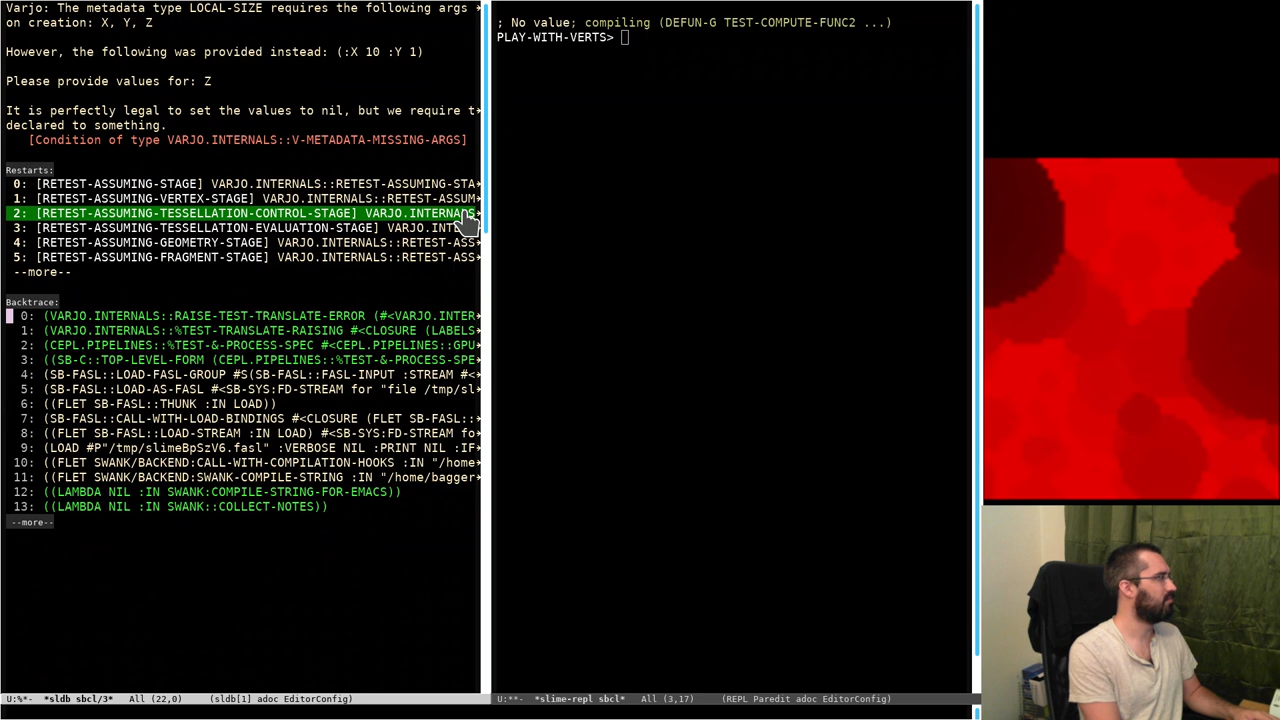 Varjo: The metadata type LOCAL-SIZE requires the following args
on creation: X, Y, Z
However, the following was provided instead: (:X 10 :Y 1)
Please provide values for: Z
It is perfectly legal to set the values to nil, but we require t
declared to something.
[Condition of type VARJO.INTERNALS::V-METADATA-MISSING-ARGS]
Restarts:
0: [RETEST-ASSUMING-STAGE] VARJO.INTERNALS::RETEST-ASSUMING-STA
1: [RETEST-ASSUMING-VERTEX-STAGE] VARJO.INTERNALS::RETEST-ASSUM
2: [RETEST-ASSUMING-TESSELLATION-CONTROL-STAGE] VARJO.INTERNALS
3: [RETEST-ASSUMING-TESSELLATION-EVALUATION-STAGE] VARJO.INT
4: [RETEST-ASSUMING-GEOMETRY-STAGE] VARJO.INTERNALS::RETEST-ASS
5: [RETEST-ASSUMING-FRAGMENT-STAGE] VARJO.INTERNALS::RETEST-ASS
--more--
Backtrace:
0: (VARJO.INTERNALS::RAISE-TEST-TRANSLATE-ERROR (#<VARJO.INTER
1: (VARJO.INTERNALS::%TEST-TRANSLATE-RAISING #<CLOSURE (LABELS
2: (CEPL.PIPELINES::%TEST-&-PROCESS-SPEC #<CEPL.PIPELINES::GPU
3: ((SB-C::TOP-LEVEL-FORM (CEPL.PIPELINES::%TEST-&-PROCESS-SPE
4: (SB-FASL::LOAD-FASL-GROUP #S(SB-FASL::FASL-INPUT :STREAM #<
5: (SB-FASL::LOAD-AS-FASL #<SB-SYS:FD-STREAM for "file /tmp/sl
6: ((FLET SB-FASL::THUNK :IN LOAD))
7: (SB-FASL::CALL-WITH-LOAD-BINDINGS #<CLOSURE (FLET SB-FASL::
8: ((FLET SB-FASL::LOAD-STREAM :IN LOAD) #<SB-SYS:FD-STREAM fo
9: (LOAD #P"/tmp/slimeBpSzV6.fasl" :VERBOSE NIL :PRINT NIL :IF
10: ((FLET SWANK/BACKEND:CALL-WITH-COMPILATION-HOOKS :IN "/home
11: ((FLET SWANK/BACKEND:SWANK-COMPILE-STRING :IN "/home/bagger
12: ((LAMBDA NIL :IN SWANK:COMPILE-STRING-FOR-EMACS))
13: ((LAMBDA NIL :IN SWANK::COLLECT-NOTES))
--more--
U:%*- *sldb sbcl/3* All (22,0) (sldb[1] adoc EditorConfig)
; No value; compiling (DEFUN-G TEST-COMPUTE-FUNC2 ...)
PLAY-WITH-VERTS>
U:**- *slime-repl sbcl* All (3,17) (REPL Paredit adoc EditorConfig)